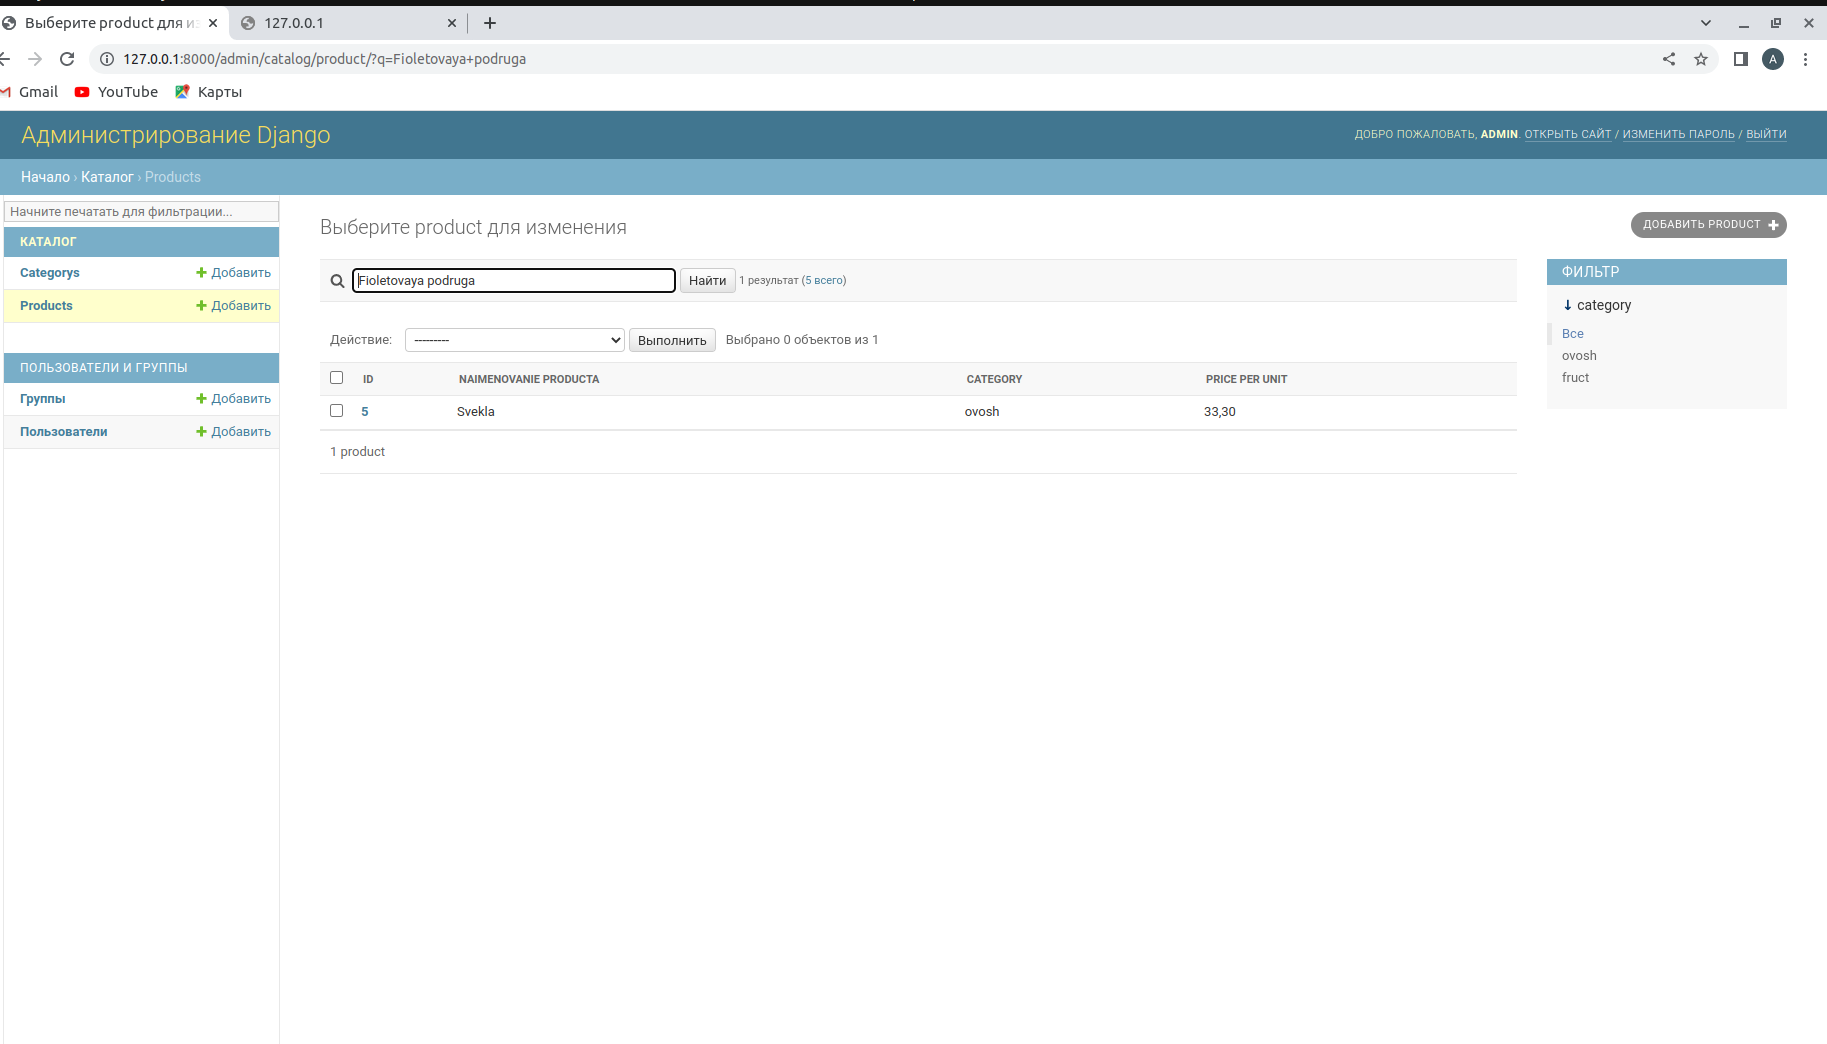 Выберите product для из
127.0.0.1
127.0.0.1:8000/admin/catalog/product/?q=Fioletovaya+podruga
A
Gmail
YouTube
Карты
Администрирование Django
ДОБРО ПОЖАЛОВАТЬ, ADMIN. ОТКРЫТЬ САЙТ / ИЗМЕНИТЬ ПАРОЛЬ / ВЫЙТИ
Начало › Каталог › Products
Начните печатать для фильтрации...
КАТАЛОГ
Categorys Добавить
Products Добавить
ПОЛЬЗОВАТЕЛИ И ГРУППЫ
Группы Добавить
Пользователи Добавить
Выберите product для изменения
ДОБАВИТЬ PRODUCT
Fioletovaya podruga Найти 1 результат (5 всего)
Действие: --------- Выполнить Выбрано 0 объектов из 1
ID NAIMENOVANIE PRODUCTA CATEGORY PRICE PER UNIT
5 Svekla ovosh 33,30
1 product
ФИЛЬТР
↓ category
Все
ovosh
fruct